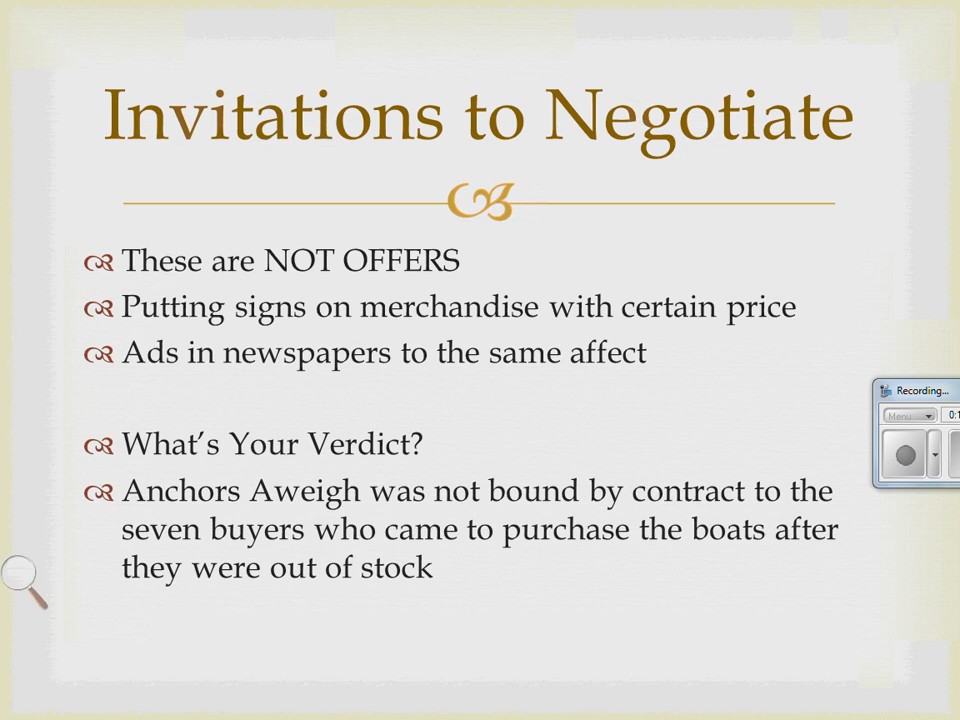 Invitations to Negotiate
These are NOT OFFERS
Putting signs on merchandise with certain price
Ads in newspapers to the same affect
What's Your Verdict?
Anchors Aweigh was not bound by contract to the
seven buyers who came to purchase the boats after
they were out of stock
Recording...
Menu